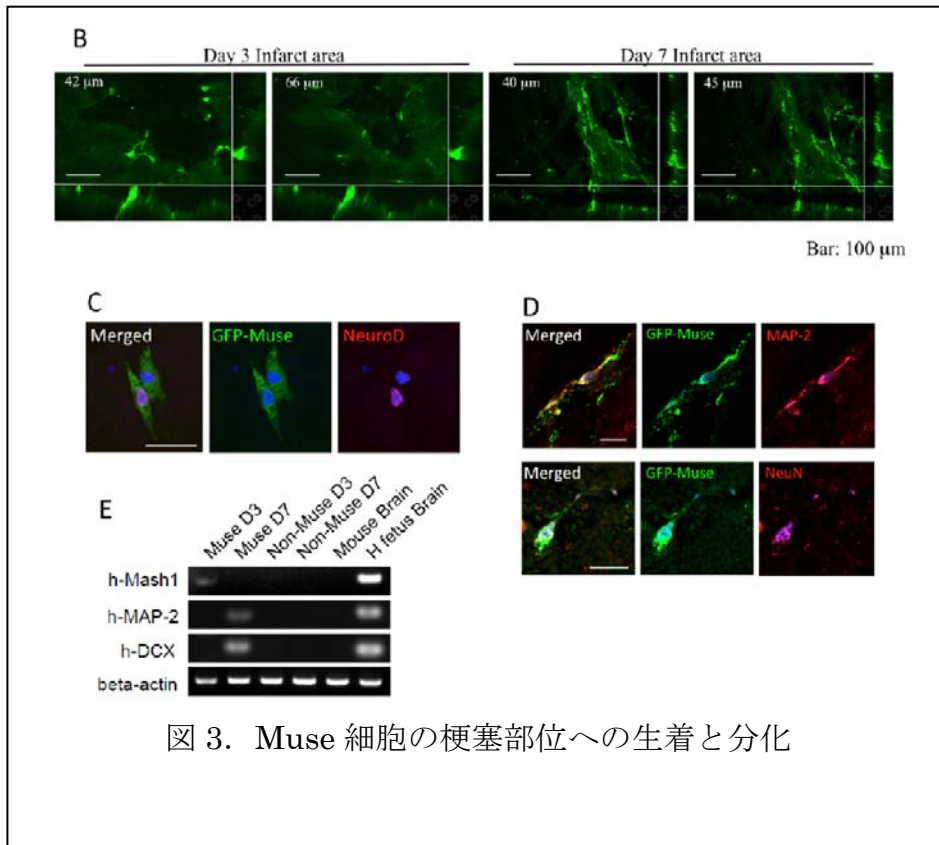 B
Day 3 Infarct area
Day 7 Infarct area
42 μm
66 μm
40 μm
45 μm
Bar: 100 μm
C
Merged
GFP-Muse
NeuroD
D
Merged
GFP-Muse
MAP-2
Merged
GFP-Muse
NeuN
E
Muse D3
Muse D7
Non-Muse D3
Non-Muse D7
Mouse Brain
H fetus Brain
h-Mash1
h-MAP-2
h-DCX
beta-actin
図 3. Muse 細胞の梗塞部位への生着と分化